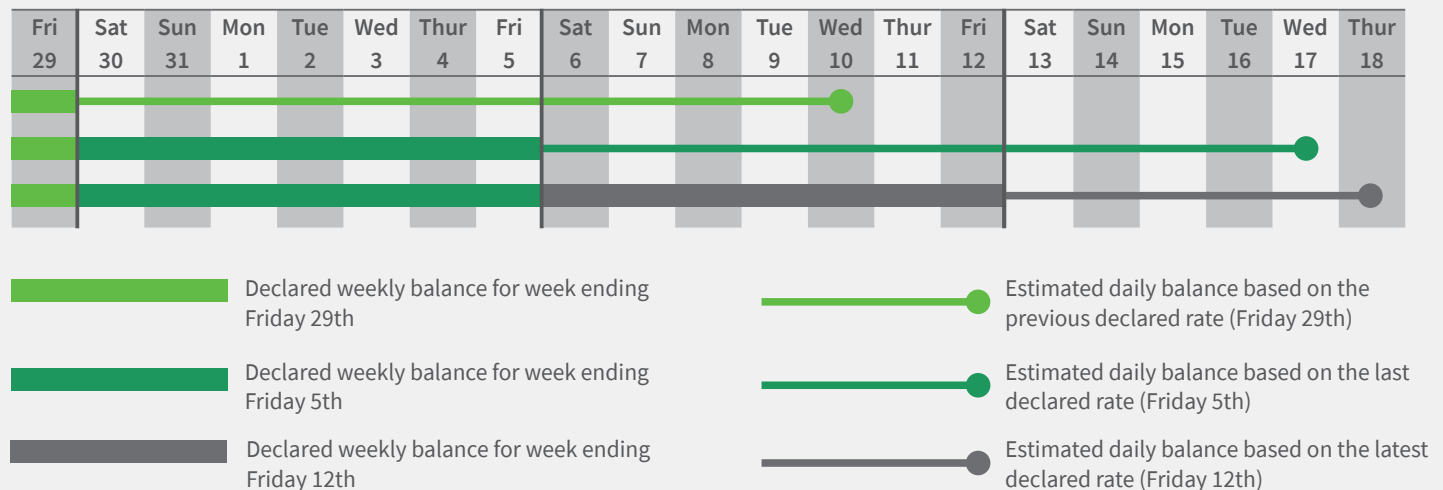 Fri Sat Sun Mon Tue Wed Thur Fri Sat Sun Mon Tue Wed Thur Fri Sat Sun Mon Tue Wed Thur
29 30 31 1 2 3 4 5 6 7 8 9 10 11 12 13 14 15 16 17 18
Declared weekly balance for week ending
Friday 29th
Estimated daily balance based on the
previous declared rate (Friday 29th)
Declared weekly balance for week ending
Friday 5th
Estimated daily balance based on the last
declared rate (Friday 5th)
Declared weekly balance for week ending
Friday 12th
Estimated daily balance based on the latest
declared rate (Friday 12th)